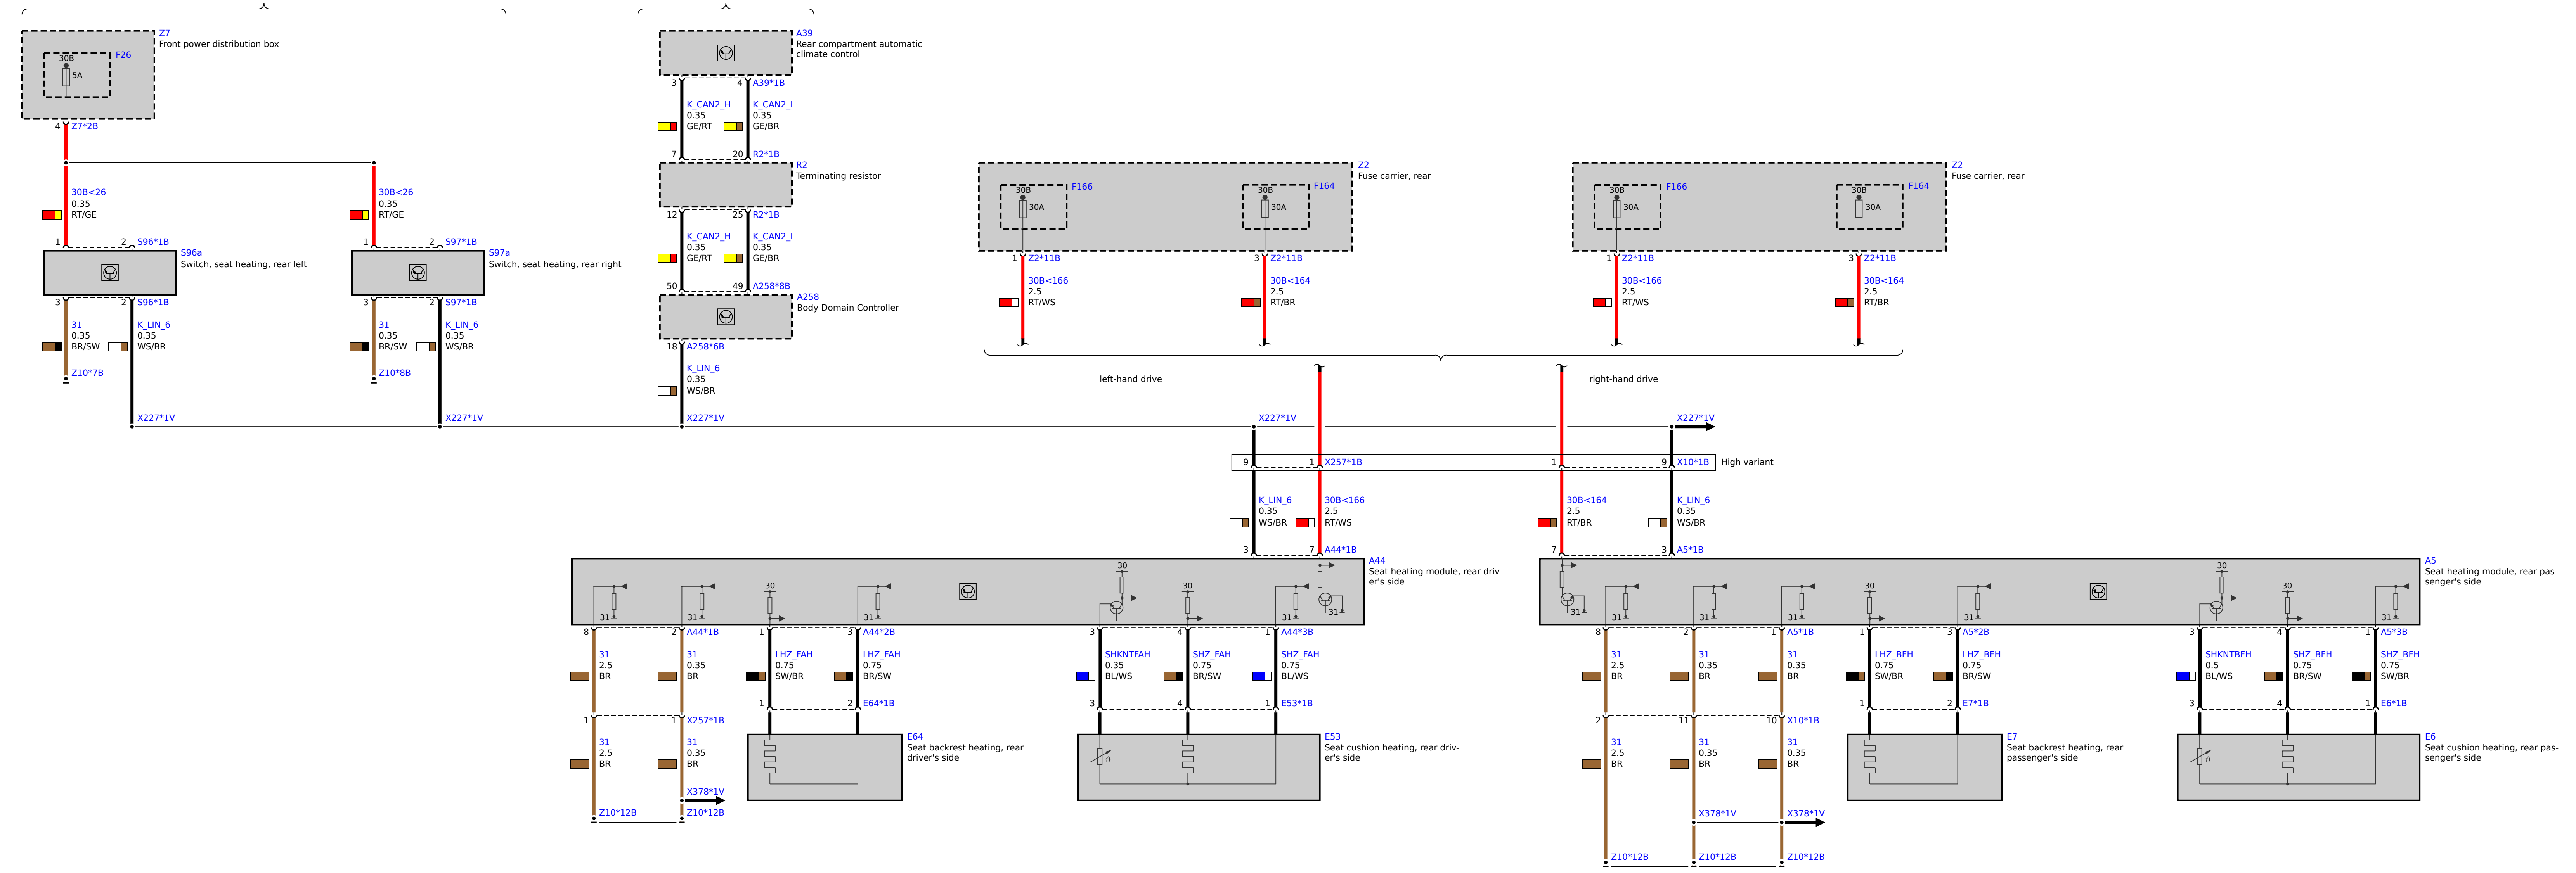 Z7
Front power distribution box
F26
30B
5A
4
Z7*2B
30B<26
0.35
RT/GE
30B<26
0.35
RT/GE
1
2
S96*1B
S96a
Switch, seat heating, rear left
1
2
S97*1B
S97a
Switch, seat heating, rear right
3
2
S96*1B
31
0.35
BR/SW
K_LIN_6
0.35
WS/BR
Z10*7B
X227*1V
3
2
S97*1B
31
0.35
BR/SW
K_LIN_6
0.35
WS/BR
Z10*8B
X227*1V
A39
Rear compartment automatic
climate control
3
4
A39*1B
K_CAN2_H
0.35
GE/RT
K_CAN2_L
0.35
GE/BR
7
20
R2*1B
R2
Terminating resistor
12
25
R2*1B
K_CAN2_H
0.35
GE/RT
K_CAN2_L
0.35
GE/BR
50
49
A258*8B
A258
Body Domain Controller
18
A258*6B
K_LIN_6
0.35
WS/BR
X227*1V
Z2
Fuse carrier, rear
F166
30B
30A
F164
30B
30A
1
Z2*11B
3
Z2*11B
30B<166
2.5
RT/WS
30B<164
2.5
RT/BR
Z2
Fuse carrier, rear
F166
30B
30A
F164
30B
30A
1
Z2*11B
3
Z2*11B
30B<166
2.5
RT/WS
30B<164
2.5
RT/BR
left-hand drive
right-hand drive
X227*1V
X227*1V
9
1
X257*1B
1
9
X10*1B
High variant
K_LIN_6
0.35
WS/BR
30B<166
2.5
RT/WS
30B<164
2.5
RT/BR
K_LIN_6
0.35
WS/BR
3
7
A44*1B
7
3
A5*1B
A44
Seat heating module, rear driv-
er's side
31
31
30
31
30
30
31
31
A5
Seat heating module, rear pas-
senger's side
31
31
31
31
30
31
30
30
31
8
2
A44*1B
1
3
A44*2B
3
4
1
A44*3B
31
2.5
BR
31
0.35
BR
LHZ_FAH
0.75
SW/BR
LHZ_FAH-
0.75
BR/SW
SHKNTFAH
0.35
BL/WS
SHZ_FAH-
0.75
BR/SW
SHZ_FAH
0.75
BL/WS
1
2
E64*1B
3
4
1
E53*1B
1
1
X257*1B
31
2.5
BR
31
0.35
BR
X378*1V
Z10*12B
Z10*12B
E64
Seat backrest heating, rear
driver's side
ϑ
E53
Seat cushion heating, rear driv-
er's side
8
2
1
A5*1B
1
3
A5*2B
3
4
1
A5*3B
31
2.5
BR
31
0.35
BR
31
0.35
BR
LHZ_BFH
0.75
SW/BR
LHZ_BFH-
0.75
BR/SW
SHKNTBFH
0.5
BL/WS
SHZ_BFH-
0.75
BR/SW
SHZ_BFH
0.75
SW/BR
1
2
E7*1B
3
4
1
E6*1B
2
11
10
X10*1B
31
2.5
BR
31
0.35
BR
31
0.35
BR
X378*1V
X378*1V
Z10*12B
Z10*12B
Z10*12B
E7
Seat backrest heating, rear
passenger's side
ϑ
E6
Seat cushion heating, rear pas-
senger's side